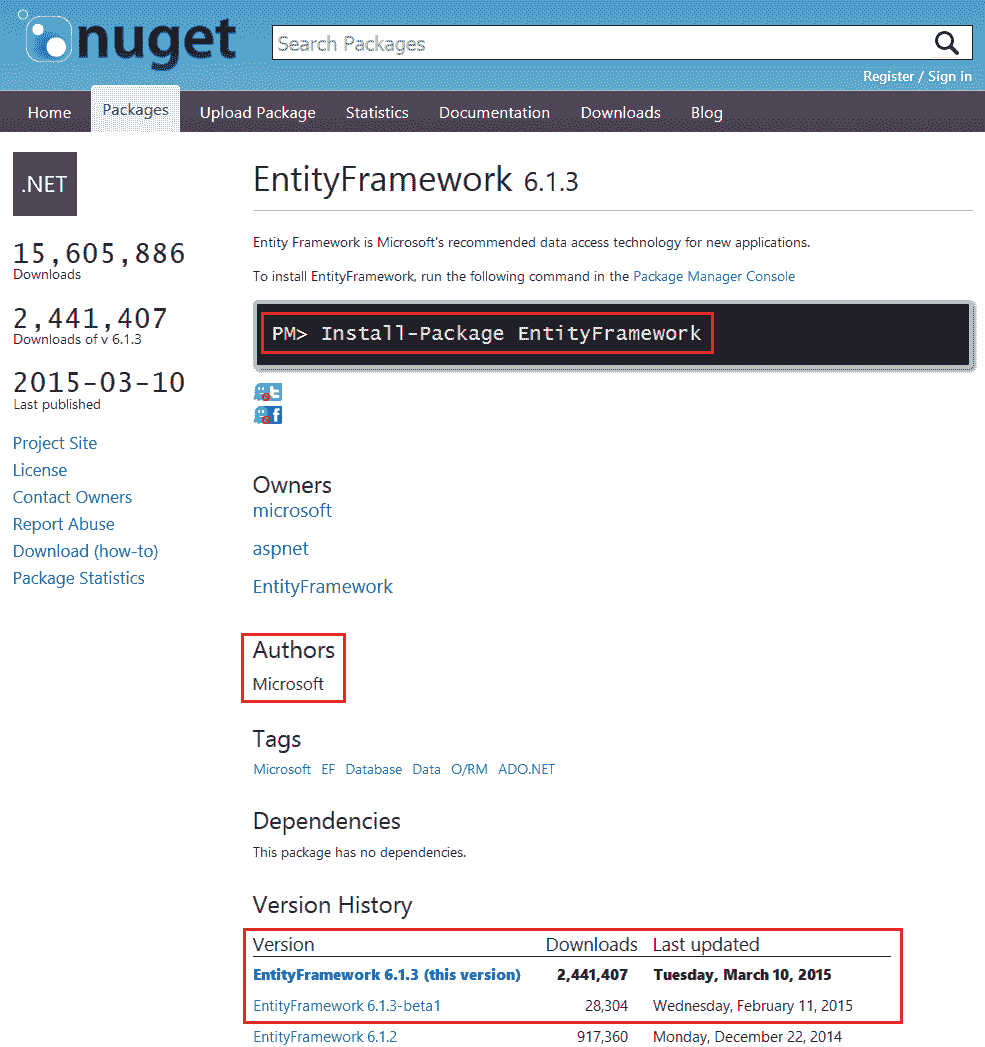 nuget
Search Packages
Register / Sign in
Home Packages Upload Package Statistics Documentation Downloads Blog
.NET
15,605,886
Downloads
2,441,407
Downloads of v 6.1.3
2015-03-10
Last published
Project Site
License
Contact Owners
Report Abuse
Download (how-to)
Package Statistics
EntityFramework 6.1.3
Entity Framework is Microsoft's recommended data access technology for new applications.
To install EntityFramework, run the following command in the Package Manager Console
PM> Install-Package EntityFramework
Owners
microsoft
aspnet
EntityFramework
Authors
Microsoft
Tags
Microsoft EF Database Data O/RM ADO.NET
Dependencies
This package has no dependencies.
Version History
Version Downloads Last updated
EntityFramework 6.1.3 (this version) 2,441,407 Tuesday, March 10, 2015
EntityFramework 6.1.3-beta1 28,304 Wednesday, February 11, 2015
EntityFramework 6.1.2 917,360 Monday, December 22, 2014